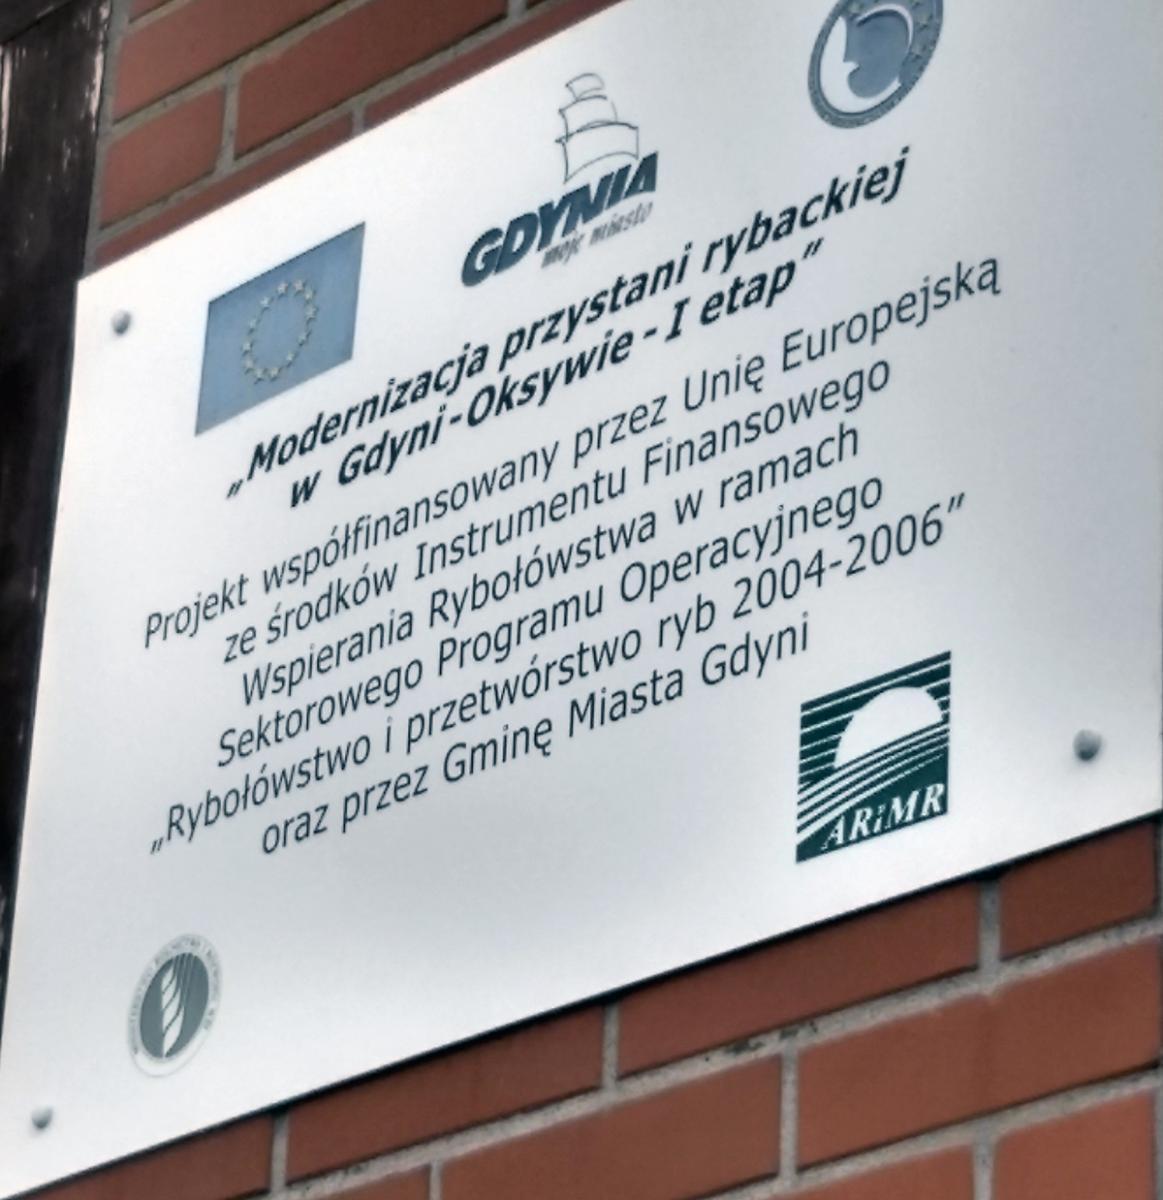 GDYNIA
moje miasto
„Modernizacja przystani rybackiej
w Gdyni-Oksywie - I etap”
Projekt współfinansowany przez Unię Europejską
ze środków Instrumentu Finansowego
Wspierania Rybołówstwa w ramach
Sektorowego Programu Operacyjnego
„Rybołówstwo i przetwórstwo ryb 2004-2006”
oraz przez Gminę Miasta Gdyni
ARiMR